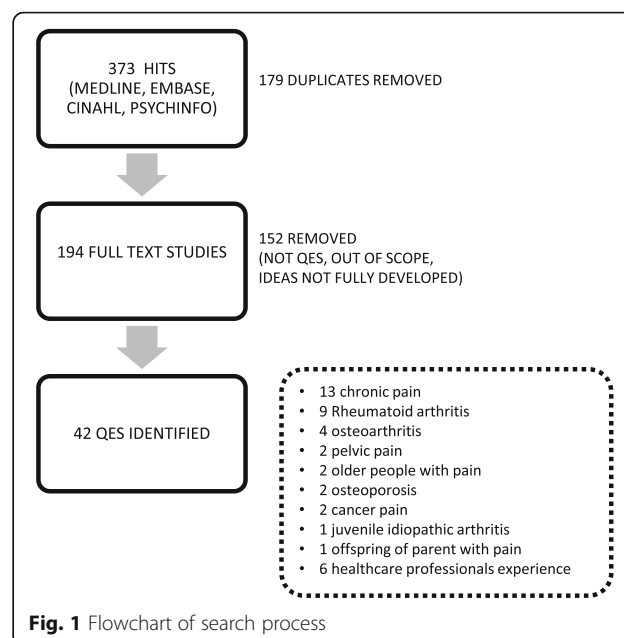 373 HITS
(MEDLINE, EMBASE,
CINAHL, PSYCHINFO)
179 DUPLICATES REMOVED
194 FULL TEXT STUDIES
152 REMOVED
(NOT QES, OUT OF SCOPE,
IDEAS NOT FULLY DEVELOPED)
42 QES IDENTIFIED
• 13 chronic pain
• 9 Rheumatoid arthritis
• 4 osteoarthritis
• 2 pelvic pain
• 2 older people with pain
• 2 osteoporosis
• 2 cancer pain
• 1 juvenile idiopathic arthritis
• 1 offspring of parent with pain
• 6 healthcare professionals experience
Fig. 1 Flowchart of search process